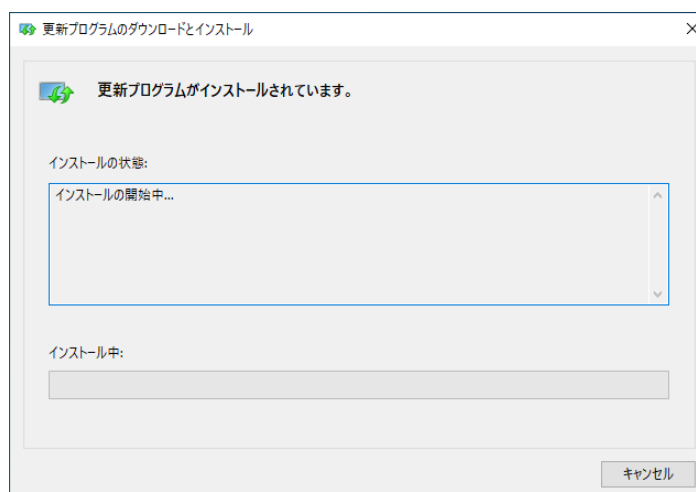 更新プログラムのダウンロードとインストール
更新プログラムがインストールされています。
インストールの状態:
インストールの開始中...
インストール中:
キャンセル